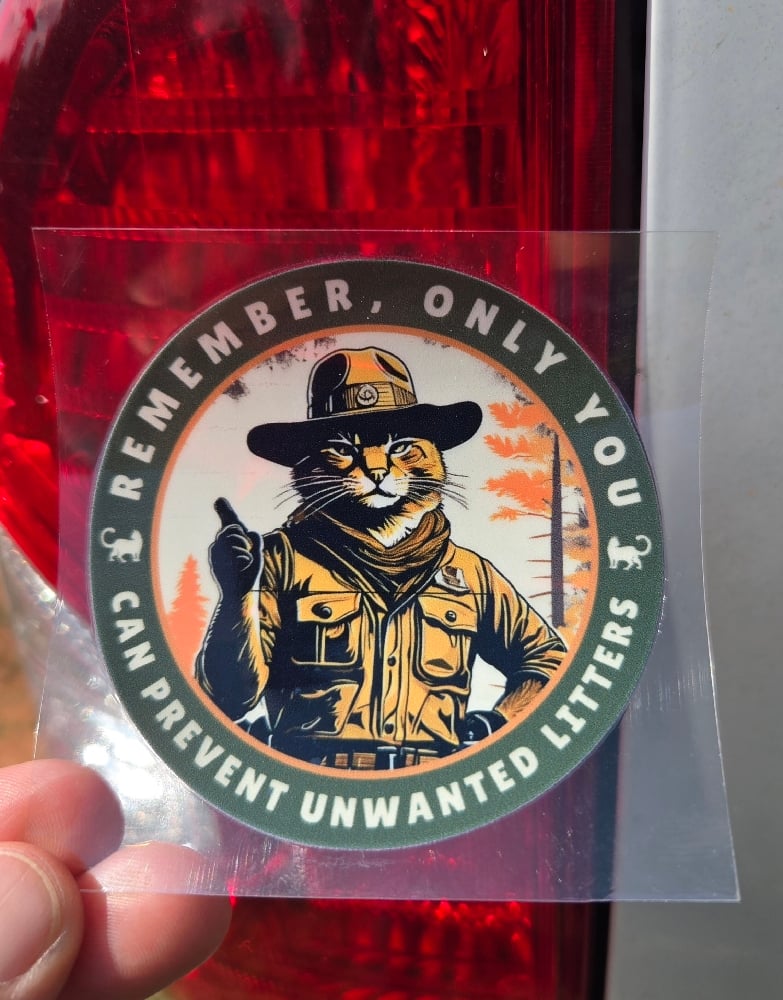 REMEMBER, ONLY YOU
CAN PREVENT UNWANTED LITTERS